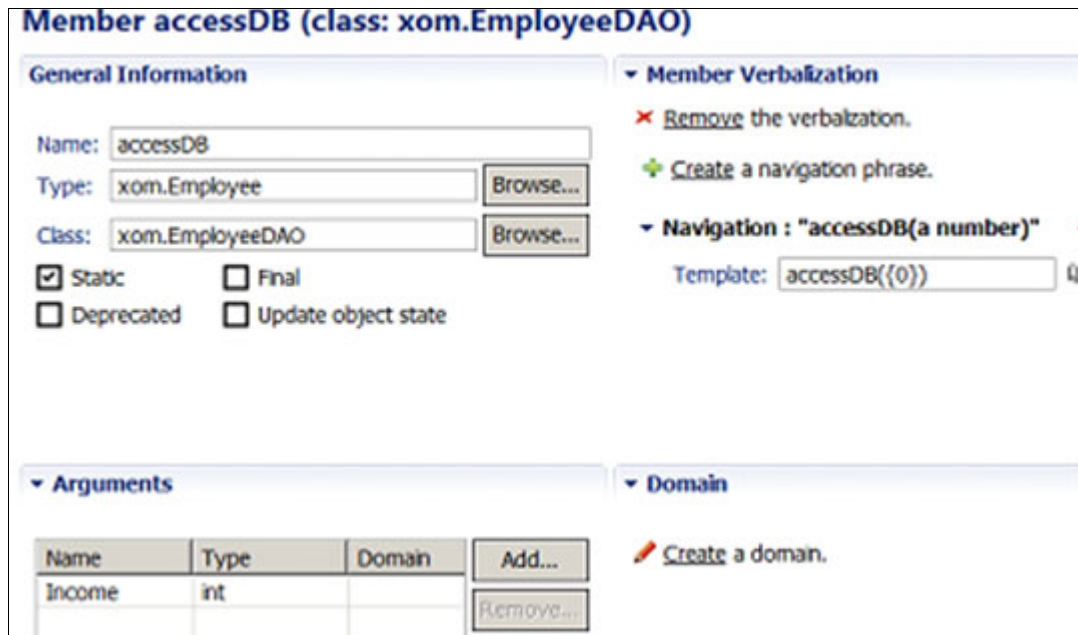 Member accessDB (class: xom.EmployeeDAO)
General Information
Name: accessDB
Type: xom.Employee Browse...
Class: xom.EmployeeDAO Browse...
Static Final
Deprecated Update object state
Member Verbalization
Remove the verbalzation.
Create a navigation phrase.
Navigation : "accessDB(a number)"
Template: accessDB({0})
Arguments
Name Type Domain Add...
Income int
Remove...
Domain
Create a domain.